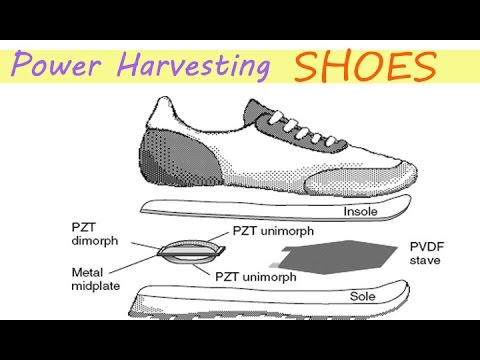 Power Harvesting SHOES
Insole
PZT
dimorph
PZT unimorph
PVDF
stave
Metal
midplate
PZT unimorph
Sole